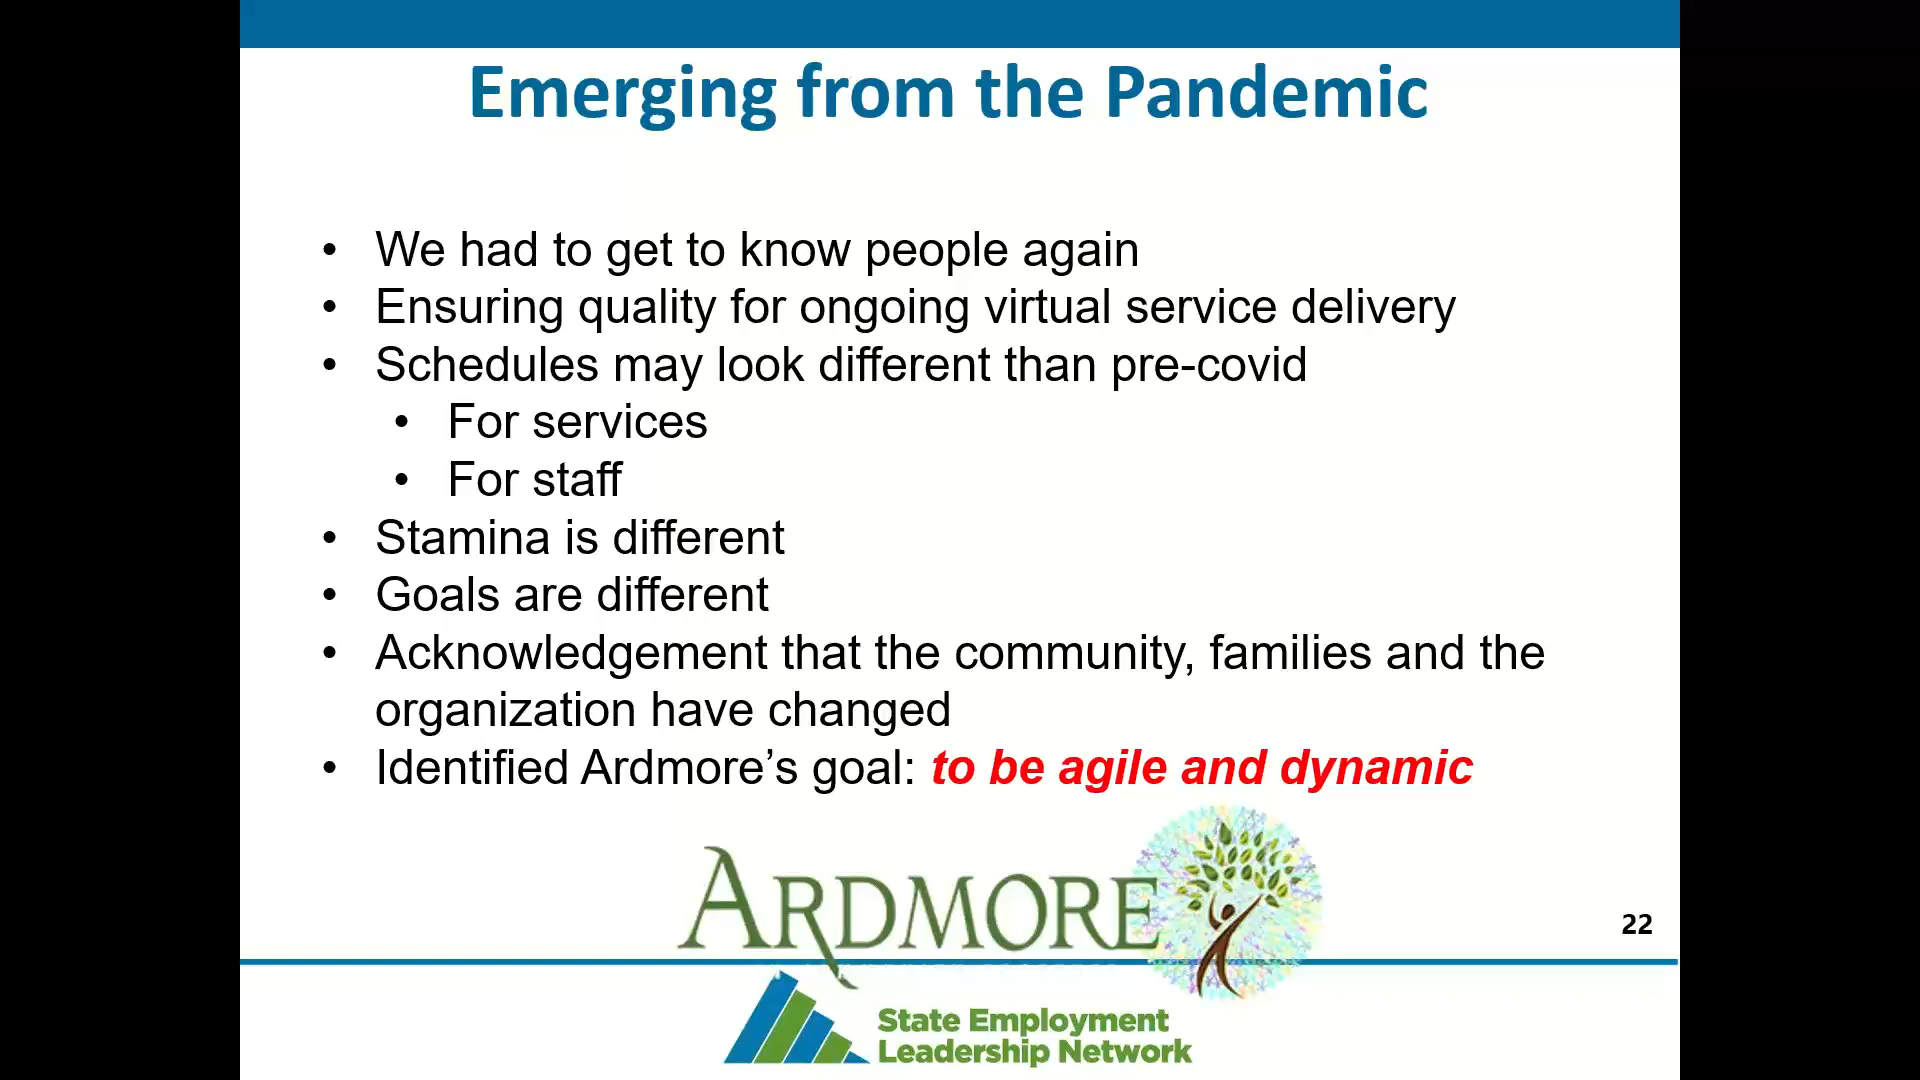 Emerging from the Pandemic
• We had to get to know people again
• Ensuring quality for ongoing virtual service delivery
• Schedules may look different than pre-covid
• For services
• For staff
• Stamina is different
• Goals are different
• Acknowledgement that the community, families and the
organization have changed
• Identified Ardmore’s goal: to be agile and dynamic
ARDMORE
22
State Employment
Leadership Network